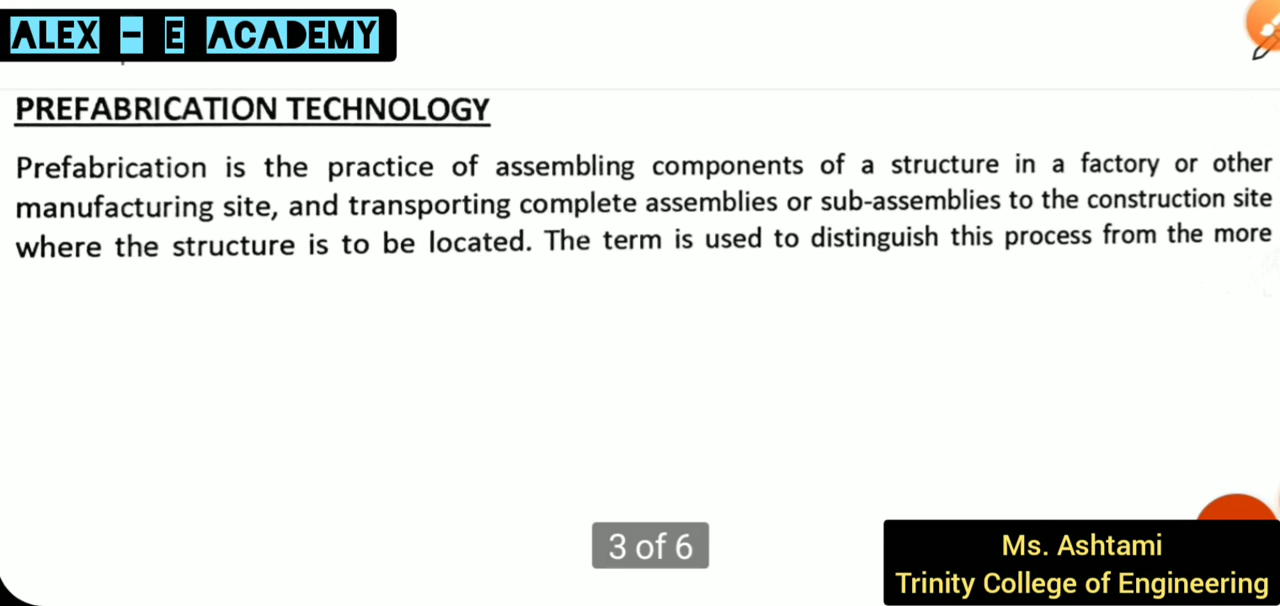 ALEX - E ACADEMY
PREFABRICATION TECHNOLOGY
Prefabrication is the practice of assembling components of a structure in a factory or other
manufacturing site, and transporting complete assemblies or sub-assemblies to the construction site
where the structure is to be located. The term is used to distinguish this process from the more
3 of 6
Ms. Ashtami
Trinity College of Engineering